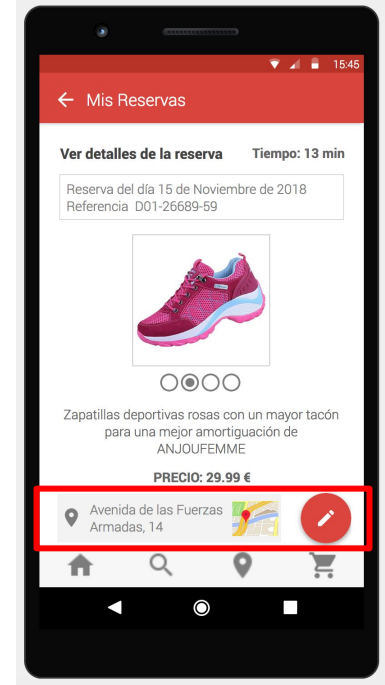 15:45
Mis Reservas
Ver detalles de la reserva Tiempo: 13 min
Reserva del día 15 de Noviembre de 2018
Referencia D01-26689-59
Zapatillas deportivas rosas con un mayor tacón
para una mejor amortiguación de
ANJOUFEMME
PRECIO: 29.99 €
Avenida de las Fuerzas
Armadas, 14